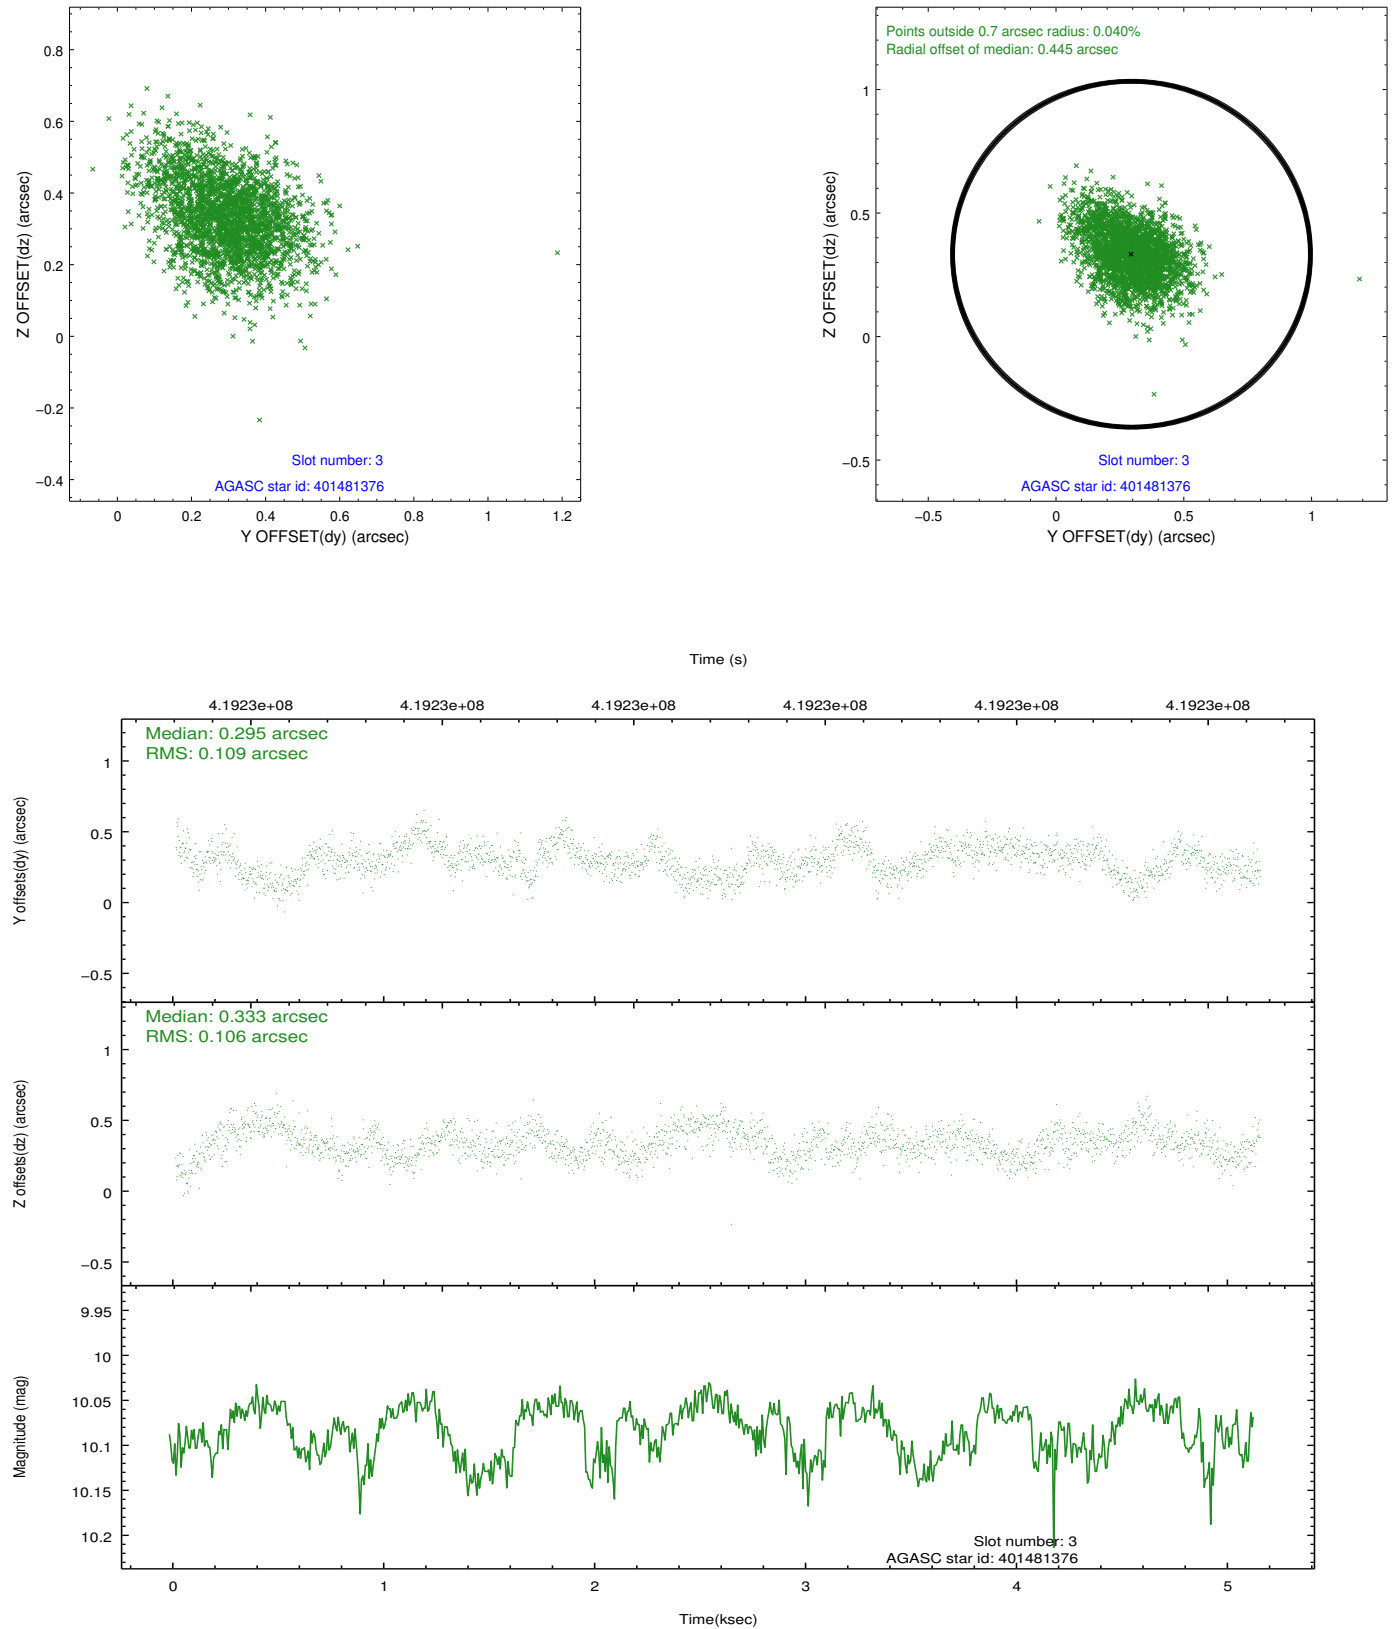 0.8
0.6
0.4
0.2
0
−0.2
−0.4
Z OFFSET(dz) (arcsec)
Slot number: 3
AGASC star id: 401481376
0 0.2 0.4 0.6 0.8 1 1.2
Y OFFSET(dy) (arcsec)
Points outside 0.7 arcsec radius: 0.040%
Radial offset of median: 0.445 arcsec
1
0.5
0
−0.5
Z OFFSET(dz) (arcsec)
Slot number: 3
AGASC star id: 401481376
−0.5 0 0.5 1
Y OFFSET(dy) (arcsec)
Time (s)
4.1923e+08 4.1923e+08 4.1923e+08 4.1923e+08 4.1923e+08 4.1923e+08
Median: 0.295 arcsec
RMS: 0.109 arcsec
1
0.5
0
−0.5
Y offsets(dy) (arcsec)
Median: 0.333 arcsec
RMS: 0.106 arcsec
1
0.5
0
−0.5
Z offsets(dz) (arcsec)
9.95
10
10.05
10.1
10.15
10.2
Magnitude (mag)
Slot number: 3
AGASC star id: 401481376
0 1 2 3 4 5
Time(ksec)